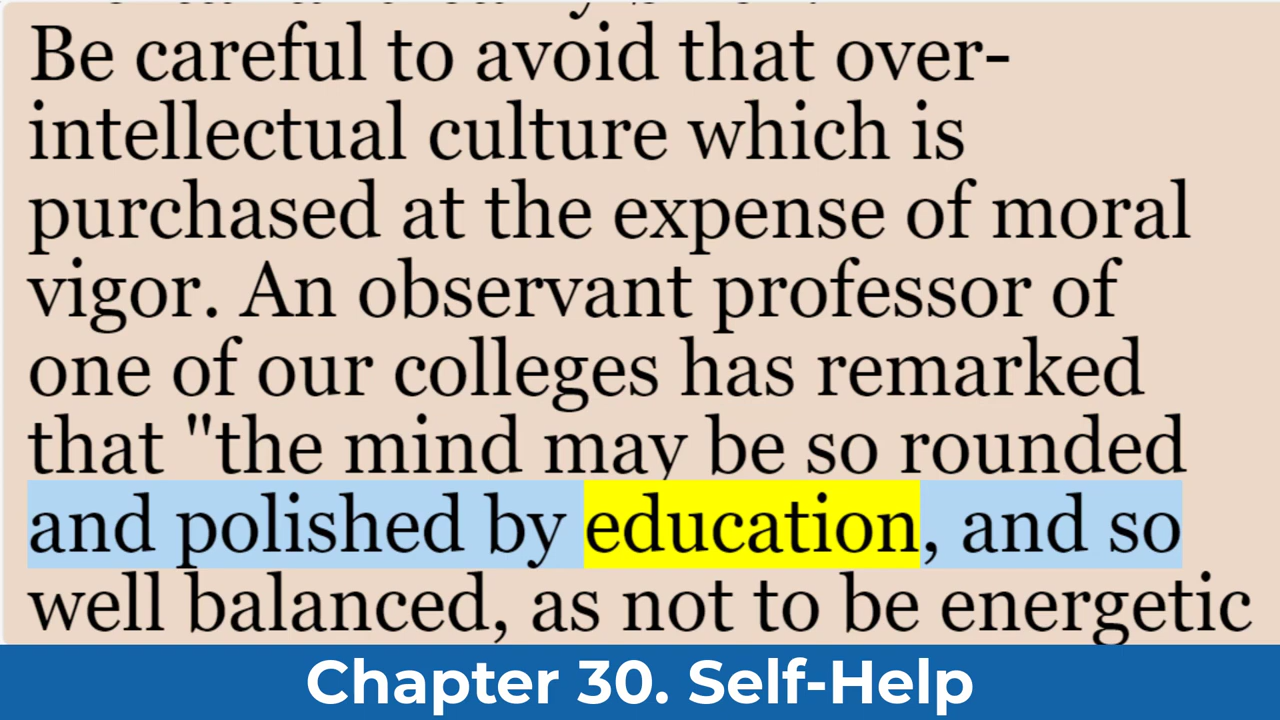 Be careful to avoid that over-
intellectual culture which is
purchased at the expense of moral
vigor. An observant professor of
one of our colleges has remarked
that "the mind may be so rounded
and polished by education, and so
well balanced, as not to be energetic
Chapter 30. Self-Help